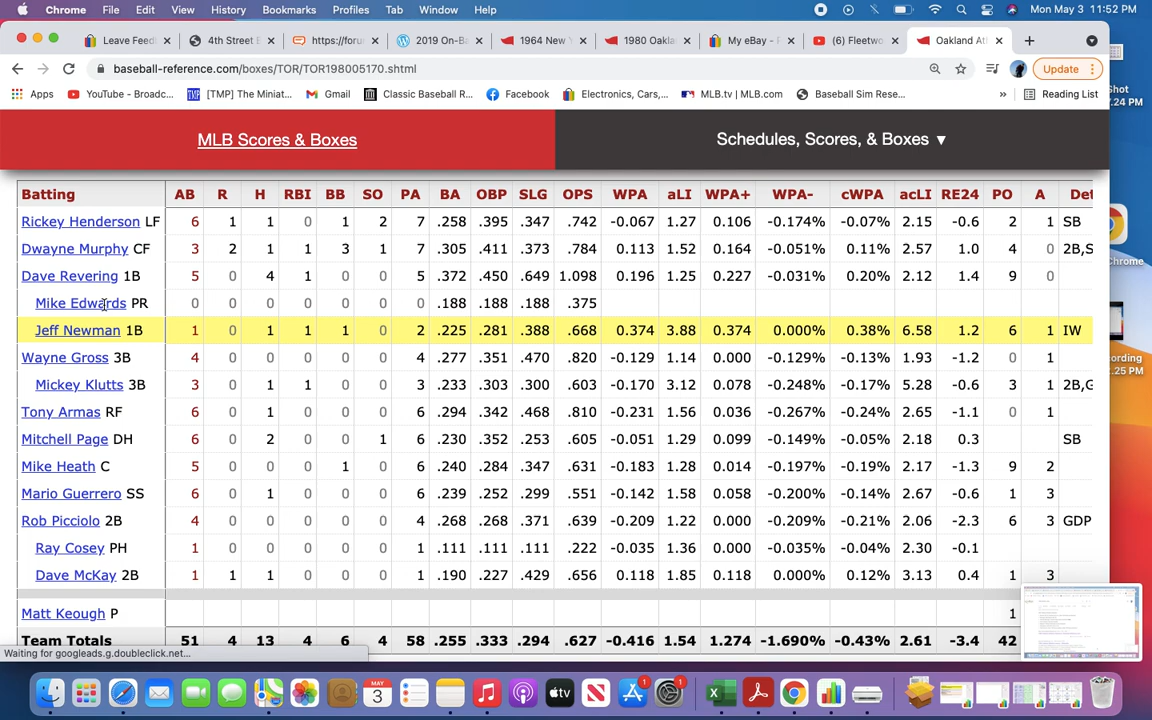 Chrome File Edit View History Bookmarks Profiles Tab Window Help Mon May 3 11:52 PM
Leave Feedl 4th Street E https://foru 2019 On-Ba 1964 New 1980 Oakla My eBay - F (6) Fleetwo Oakland At
baseball-reference.com/boxes/TOR/TOR198005170.shtml Update
Apps YouTube - Broadc... [TMP] The Miniat... Gmail Classic Baseball R... Facebook Electronics, Cars,... MLB.tv | MLB.com Baseball Sim Rese... » Reading List
MLB Scores & Boxes Schedules, Scores, & Boxes ▼
Batting AB R H RBI BB SO PA BA OBP SLG OPS WPA aLI WPA+ WPA- cWPA acLI RE24 PO A Det
Rickey Henderson LF 6 1 1 0 1 2 7 .258 .395 .347 .742 -0.067 1.27 0.106 -0.174% -0.07% 2.15 -0.6 2 1 SB
Dwayne Murphy CF 3 2 1 1 3 1 7 .305 .411 .373 .784 0.113 1.52 0.164 -0.051% 0.11% 2.57 1.0 4 0 2B,S
Dave Revering 1B 5 0 4 1 0 0 5 .372 .450 .649 1.098 0.196 1.25 0.227 -0.031% 0.20% 2.12 1.4 9 0
Mike Edwards PR 0 0 0 0 0 0 0 .188 .188 .188 .375
Jeff Newman 1B 1 0 1 1 1 0 2 .225 .281 .388 .668 0.374 3.88 0.374 0.000% 0.38% 6.58 1.2 6 1 IW
Wayne Gross 3B 4 0 0 0 0 0 4 .277 .351 .470 .820 -0.129 1.14 0.000 -0.129% -0.13% 1.93 -1.2 0 1
Mickey Klutts 3B 3 0 1 1 0 0 3 .233 .303 .300 .603 -0.170 3.12 0.078 -0.248% -0.17% 5.28 -0.6 3 1 2B,G
Tony Armas RF 6 0 1 0 0 0 6 .294 .342 .468 .810 -0.231 1.56 0.036 -0.267% -0.24% 2.65 -1.1 0 1
Mitchell Page DH 6 0 2 0 0 1 6 .230 .352 .253 .605 -0.051 1.29 0.099 -0.149% -0.05% 2.18 0.3 SB
Mike Heath C 5 0 0 0 1 0 6 .240 .284 .347 .631 -0.183 1.28 0.014 -0.197% -0.19% 2.17 -1.3 9 2
Mario Guerrero SS 6 0 1 0 0 0 6 .239 .252 .299 .551 -0.142 1.58 0.058 -0.200% -0.14% 2.67 -0.6 1 3
Rob Picciolo 2B 4 0 0 0 0 0 4 .268 .268 .371 .639 -0.209 1.22 0.000 -0.209% -0.21% 2.06 -2.3 6 3 GDP
Ray Cosey PH 1 0 0 0 0 0 1 .111 .111 .111 .222 -0.035 1.36 0.000 -0.035% -0.04% 2.30 -0.1
Dave McKay 2B 1 1 1 0 0 0 1 .190 .227 .429 .656 0.118 1.85 0.118 0.000% 0.12% 3.13 0.4 1 3
Matt Keough P 1
Team Totals 51 4 13 4 6 4 58 .255 .333 .294 .627 -0.416 1.54 1.274 -1.690% -0.43% 2.61 -3.4 42
Waiting for googleads.g.doubleclick.net...
Shot
.24 PM
Chrome
ording
.25 PM
MAY
3
1
1